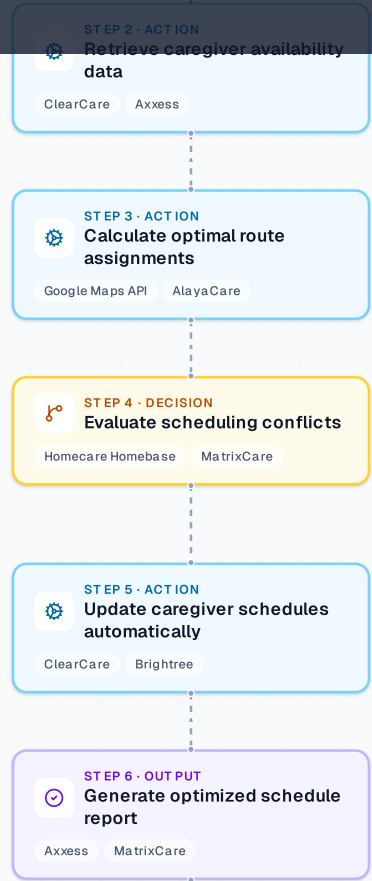 STEP 2 · ACTION
Retrieve caregiver availability
data
ClearCare Axxess
STEP 3 · ACTION
Calculate optimal route
assignments
Google Maps API AlayaCare
STEP 4 · DECISION
Evaluate scheduling conflicts
Homecare Homebase MatrixCare
STEP 5 · ACTION
Update caregiver schedules
automatically
ClearCare Brightree
STEP 6 · OUTPUT
Generate optimized schedule
report
Axxess MatrixCare